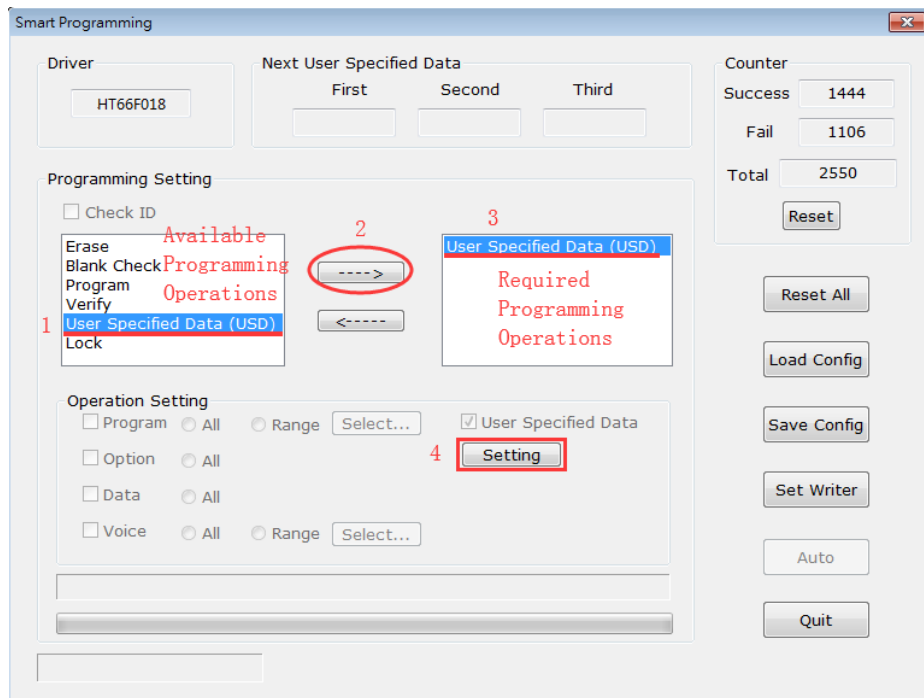 Smart Programming
Driver
HT66F018
Next User Specified Data
First Second Third
Counter
Success 1444
Fail 1106
Total 2550
Reset
Programming Setting
Check ID
Erase
Blank Check
Program
Verify
User Specified Data (USD)
Lock
Available
Programming
Operations
1
2
---->
<-----
3
User Specified Data (USD)
Required
Programming
Operations
Operation Setting
Program All Range Select...
Option All
Data All
Voice All Range Select...
User Specified Data
4 Setting
Reset All
Load Config
Save Config
Set Writer
Auto
Quit